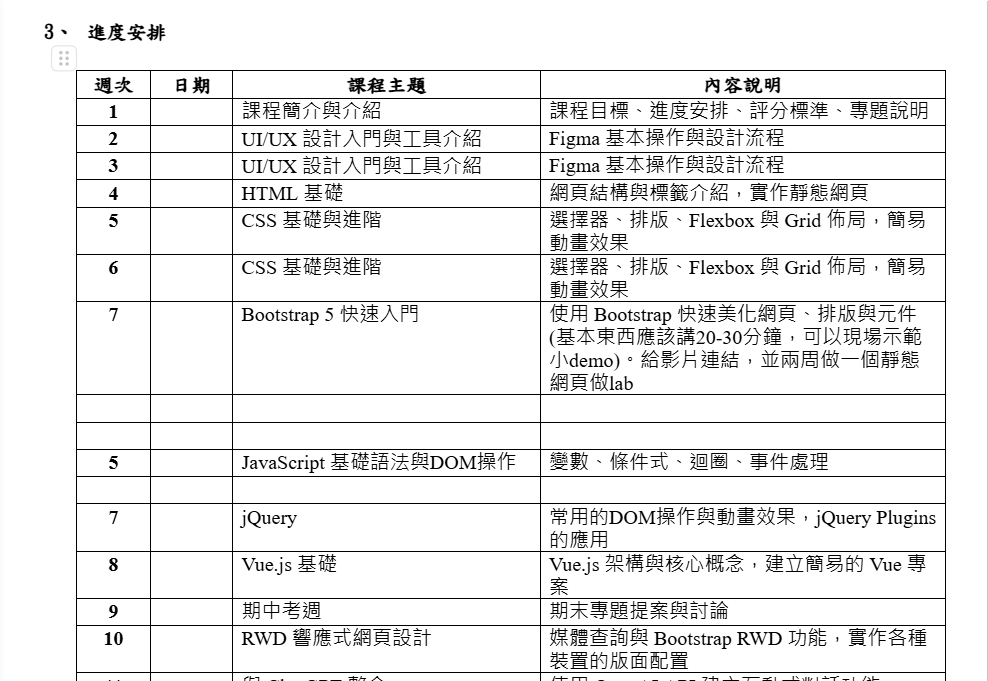 3、 進度安排
週次 日期 課程主題 內容說明
1 課程簡介與介紹 課程目標、進度安排、評分標準、專題說明
2 UI/UX 設計入門與工具介紹 Figma 基本操作與設計流程
3 UI/UX 設計入門與工具介紹 Figma 基本操作與設計流程
4 HTML 基礎 網頁結構與標籤介紹，實作靜態網頁
5 CSS 基礎與進階 選擇器、排版、Flexbox 與 Grid 佈局，簡易
動畫效果
6 CSS 基礎與進階 選擇器、排版、Flexbox 與 Grid 佈局，簡易
動畫效果
7 Bootstrap 5 快速入門 使用 Bootstrap 快速美化網頁、排版與元件
(基本東西應該講20-30分鐘，可以現場示範
小demo)。給影片連結，並兩周做一個靜態
網頁做lab
5 JavaScript 基礎語法與DOM操作 變數、條件式、迴圈、事件處理
7 jQuery 常用的DOM操作與動畫效果，jQuery Plugins
的應用
8 Vue.js 基礎 Vue.js 架構與核心概念，建立簡易的 Vue 專
案
9 期中考週 期末專題提案與討論
10 RWD 響應式網頁設計 媒體查詢與 Bootstrap RWD 功能，實作各種
裝置的版面配置